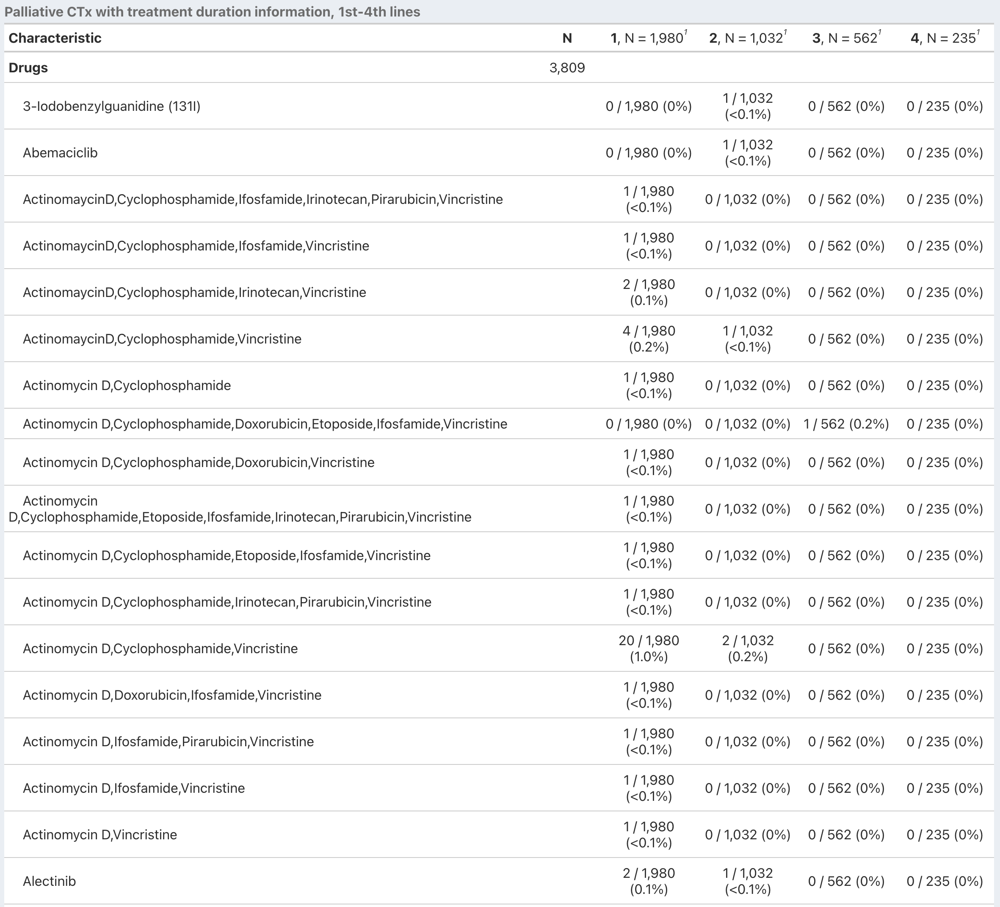 Palliative CTx with treatment duration information, 1st-4th lines
Characteristic N 1, N = 1,980¹ 2, N = 1,032¹ 3, N = 562¹ 4, N = 235¹
Drugs 3,809
3-Iodobenzylguanidine (131I) 0 / 1,980 (0%) 1 / 1,032 (<0.1%) 0 / 562 (0%) 0 / 235 (0%)
Abemaciclib 0 / 1,980 (0%) 1 / 1,032 (<0.1%) 0 / 562 (0%) 0 / 235 (0%)
ActinomaycinD,Cyclophosphamide,Ifosfamide,Irinotecan,Pirarubicin,Vincristine 1 / 1,980 (<0.1%) 0 / 1,032 (0%) 0 / 562 (0%) 0 / 235 (0%)
ActinomaycinD,Cyclophosphamide,Ifosfamide,Vincristine 1 / 1,980 (<0.1%) 0 / 1,032 (0%) 0 / 562 (0%) 0 / 235 (0%)
ActinomaycinD,Cyclophosphamide,Irinotecan,Vincristine 2 / 1,980 (0.1%) 0 / 1,032 (0%) 0 / 562 (0%) 0 / 235 (0%)
ActinomaycinD,Cyclophosphamide,Vincristine 4 / 1,980 (0.2%) 1 / 1,032 (<0.1%) 0 / 562 (0%) 0 / 235 (0%)
Actinomycin D,Cyclophosphamide 1 / 1,980 (<0.1%) 0 / 1,032 (0%) 0 / 562 (0%) 0 / 235 (0%)
Actinomycin D,Cyclophosphamide,Doxorubicin,Etoposide,Ifosfamide,Vincristine 0 / 1,980 (0%) 0 / 1,032 (0%) 1 / 562 (0.2%) 0 / 235 (0%)
Actinomycin D,Cyclophosphamide,Doxorubicin,Vincristine 1 / 1,980 (<0.1%) 0 / 1,032 (0%) 0 / 562 (0%) 0 / 235 (0%)
Actinomycin
D,Cyclophosphamide,Etoposide,Ifosfamide,Irinotecan,Pirarubicin,Vincristine 1 / 1,980 (<0.1%) 0 / 1,032 (0%) 0 / 562 (0%) 0 / 235 (0%)
Actinomycin D,Cyclophosphamide,Etoposide,Ifosfamide,Vincristine 1 / 1,980 (<0.1%) 0 / 1,032 (0%) 0 / 562 (0%) 0 / 235 (0%)
Actinomycin D,Cyclophosphamide,Irinotecan,Pirarubicin,Vincristine 1 / 1,980 (<0.1%) 0 / 1,032 (0%) 0 / 562 (0%) 0 / 235 (0%)
Actinomycin D,Cyclophosphamide,Vincristine 20 / 1,980 (1.0%) 2 / 1,032 (0.2%) 0 / 562 (0%) 0 / 235 (0%)
Actinomycin D,Doxorubicin,Ifosfamide,Vincristine 1 / 1,980 (<0.1%) 0 / 1,032 (0%) 0 / 562 (0%) 0 / 235 (0%)
Actinomycin D,Ifosfamide,Pirarubicin,Vincristine 1 / 1,980 (<0.1%) 0 / 1,032 (0%) 0 / 562 (0%) 0 / 235 (0%)
Actinomycin D,Ifosfamide,Vincristine 1 / 1,980 (<0.1%) 0 / 1,032 (0%) 0 / 562 (0%) 0 / 235 (0%)
Actinomycin D,Vincristine 1 / 1,980 (<0.1%) 0 / 1,032 (0%) 0 / 562 (0%) 0 / 235 (0%)
Alectinib 2 / 1,980 (0.1%) 1 / 1,032 (<0.1%) 0 / 562 (0%) 0 / 235 (0%)